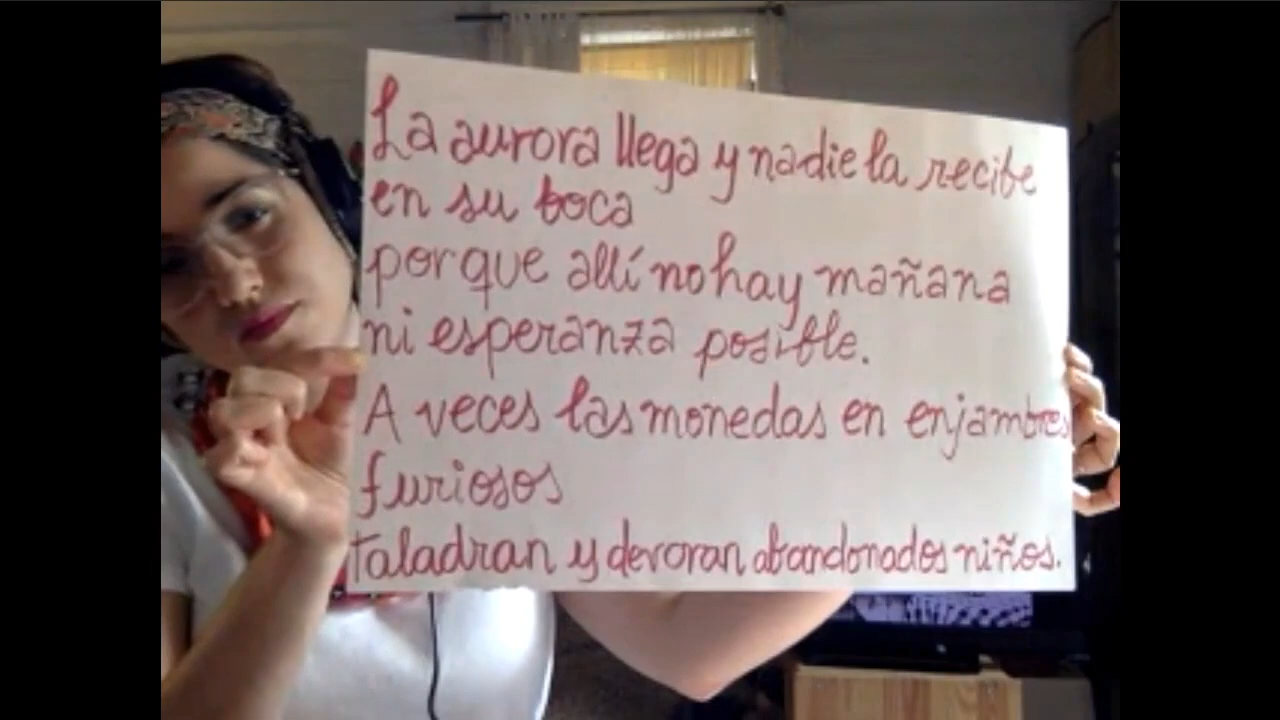 La aurora llega y nadie la recibe
en su boca
porque allí no hay mañana
ni esperanza posible.
A veces las monedas en enjambres
furiosos
taladran y devoran abandonados niños.